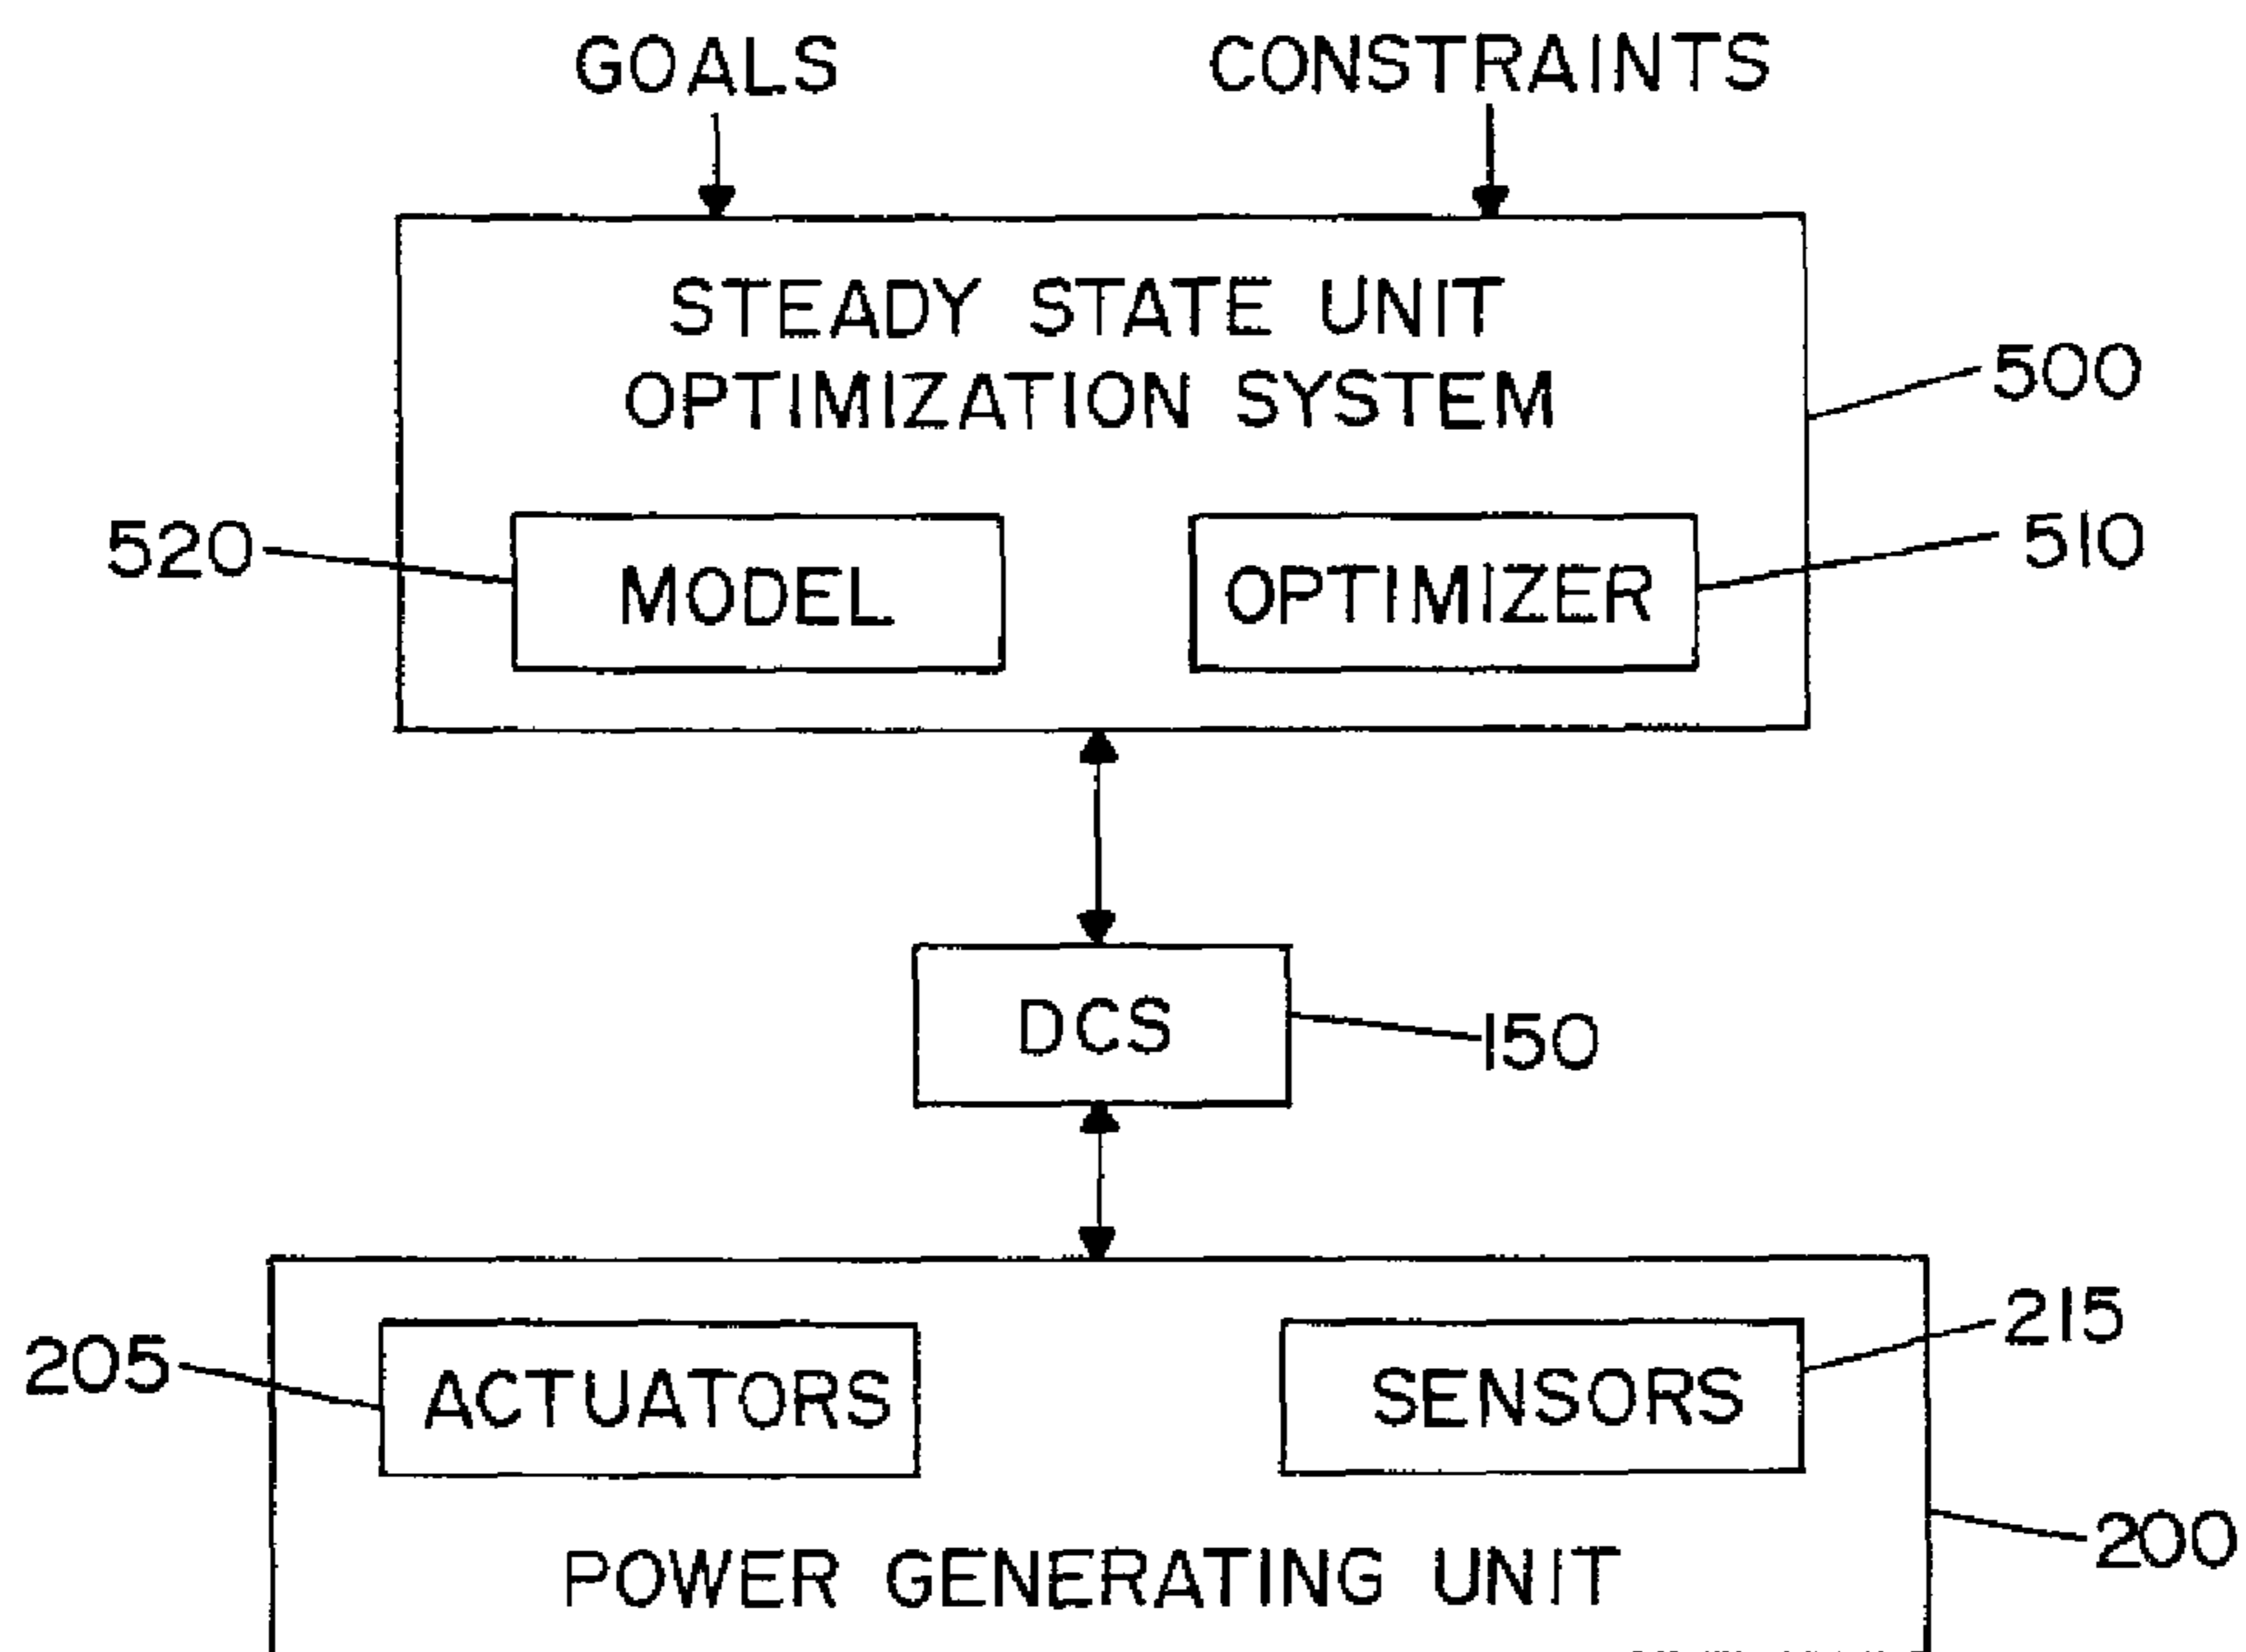 GOALS
CONSTRAINTS
STEADY STATE UNIT
OPTIMIZATION SYSTEM
500
520
MODEL
OPTIMIZER
510
DCS
150
205
ACTUATORS
SENSORS
215
POWER GENERATING UNIT
200